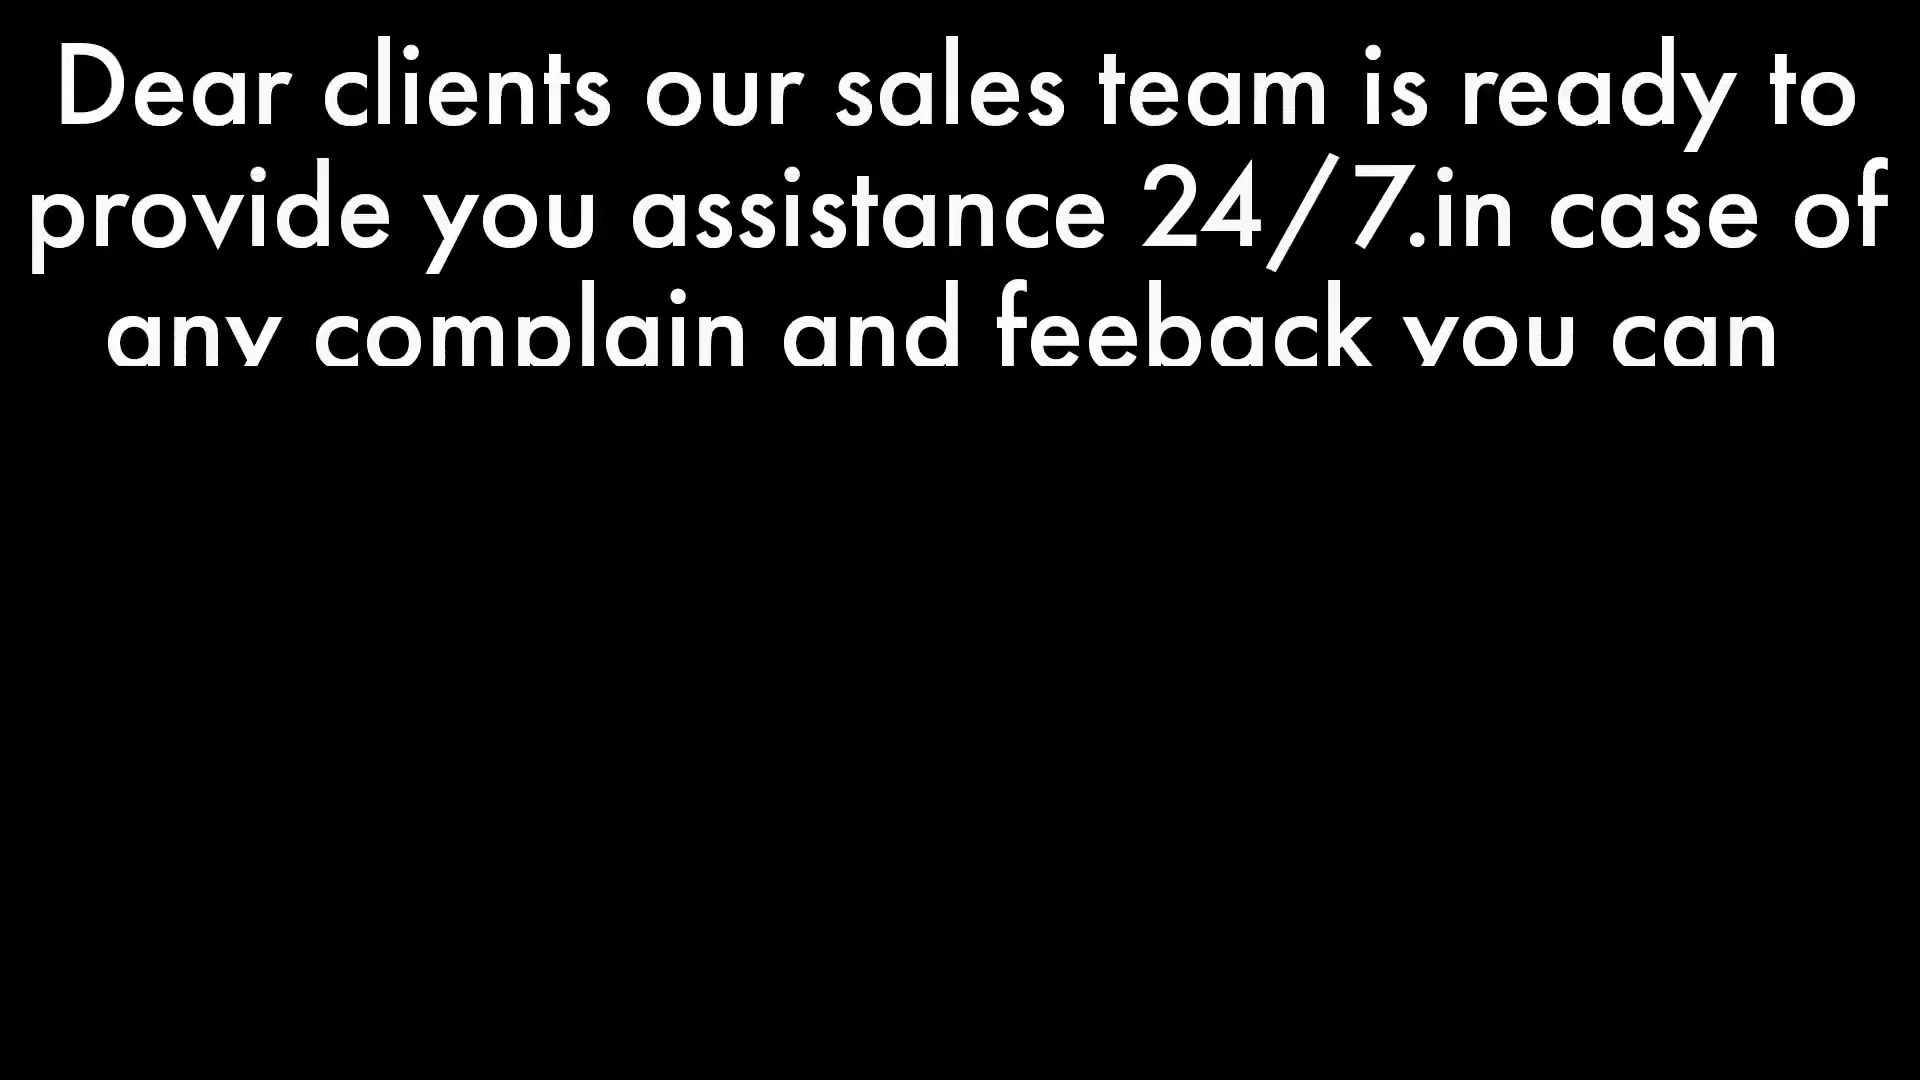 Dear clients our sales team is ready to
provide you assistance 24/7.in case of
any complain and feeback you can